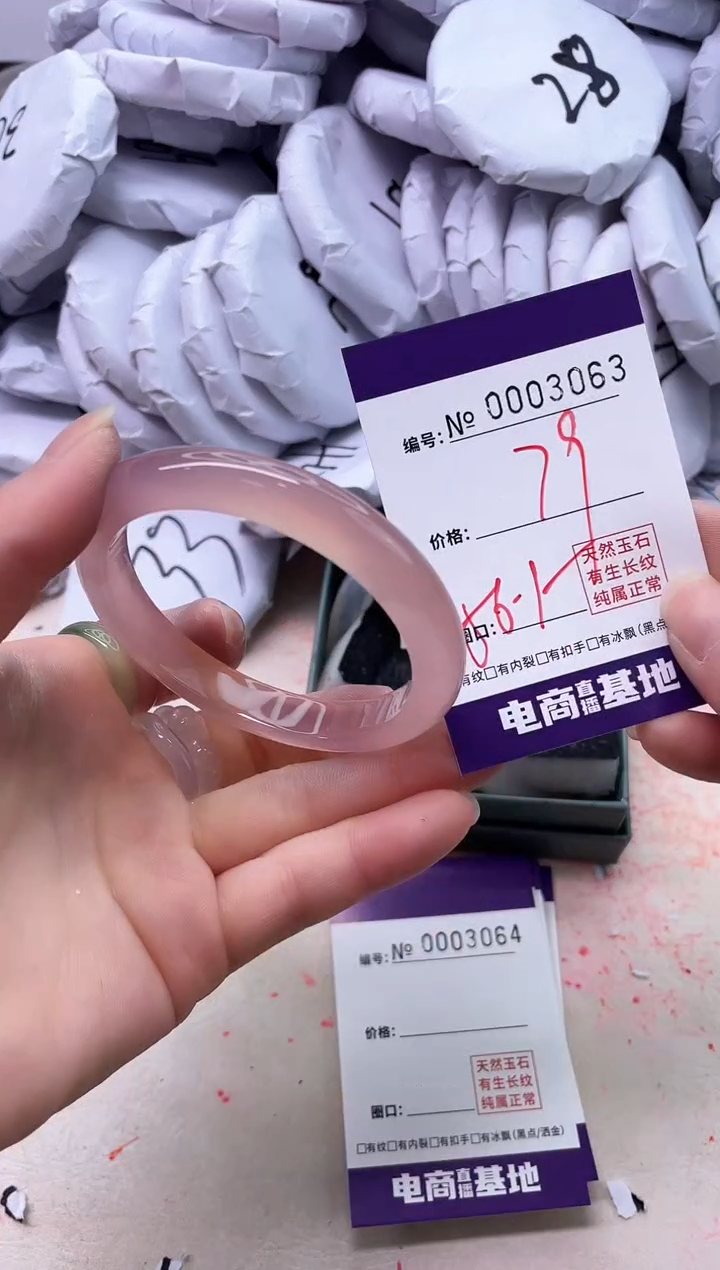 28
编号: № 0003063
价格: 79
天然玉石
有生长纹
纯属正常
圈口: 56-1
有纹□有内裂□有扣手□有冰飘(黑点
电商直播基地
编号: № 0003064
价格:
天然玉石
有生长纹
纯属正常
圈口:
□有纹□有内裂□有扣手□有冰飘(黑点/洒金)
电商直播基地